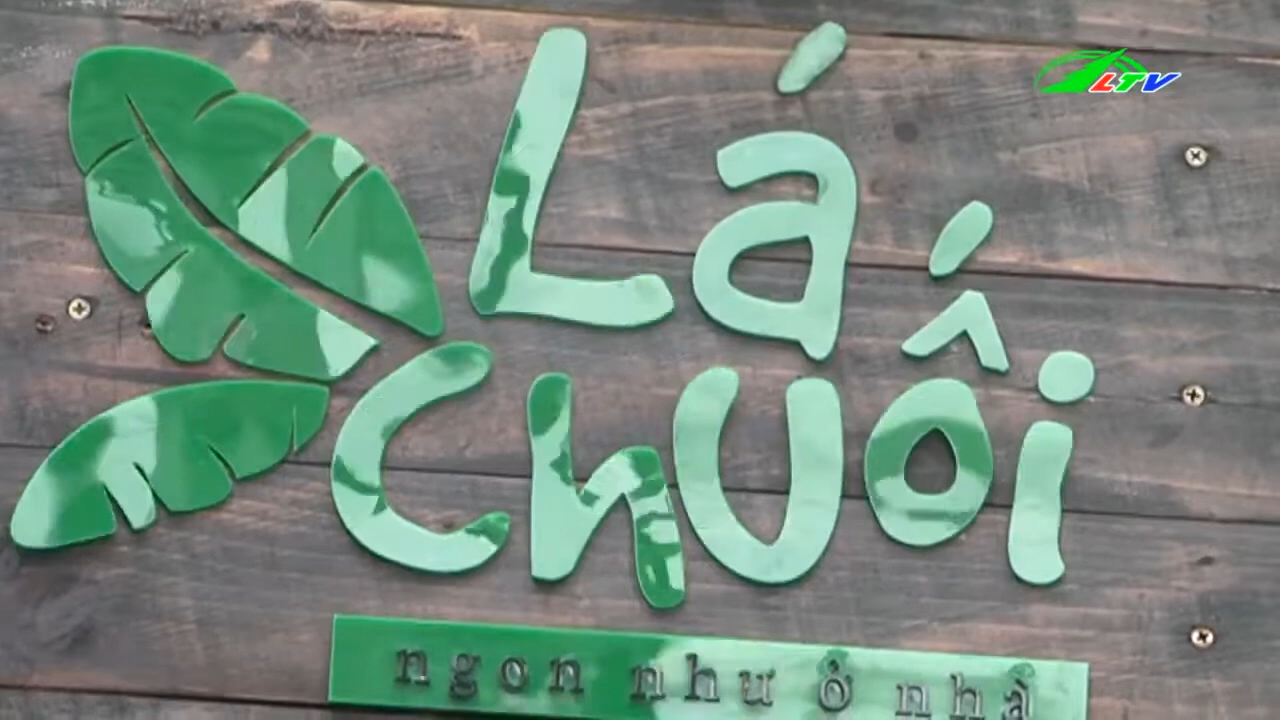 LTV
Lá
Chuối
ngon như ở nhà